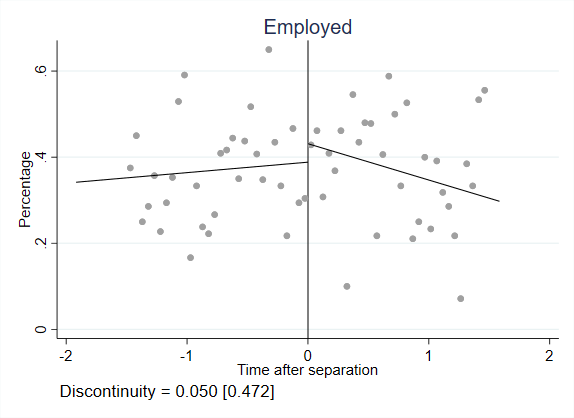 Employed
Percentage
.6
.4
.2
0
-2 -1 0 1 2
Time after separation
Discontinuity = 0.050 [0.472]